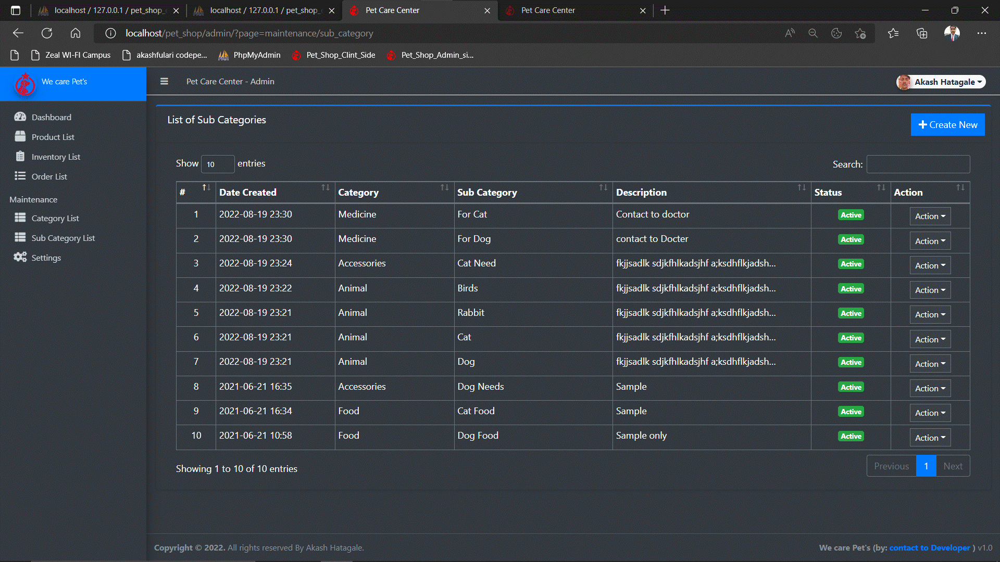 localhost / 127.0.0.1 / pet_shop_ localhost / 127.0.0.1 / pet_shop_ Pet Care Center Pet Care Center
localhost/pet_shop/admin/?page=maintenance/sub_category
Zeal WI-FI Campus akashfulari codepe... PhpMyAdmin Pet_Shop_Clint_Side Pet_Shop_Admin_si...
We care Pet's Pet Care Center - Admin Akash Hatagale
Dashboard
Product List
Inventory List
Order List
Maintenance
Category List
Sub Category List
Settings
List of Sub Categories
Create New
Show 10 entries Search:
# Date Created Category Sub Category Description Status Action
1 2022-08-19 23:30 Medicine For Cat Contact to doctor Active Action
2 2022-08-19 23:30 Medicine For Dog contact to Docter Active Action
3 2022-08-19 23:24 Accessories Cat Need fkjjsadlk sdjkfhlkadsjhf a;ksdhflkjadsh... Active Action
4 2022-08-19 23:22 Animal Birds fkjjsadlk sdjkfhlkadsjhf a;ksdhflkjadsh... Active Action
5 2022-08-19 23:21 Animal Rabbit fkjjsadlk sdjkfhlkadsjhf a;ksdhflkjadsh... Active Action
6 2022-08-19 23:21 Animal Cat fkjjsadlk sdjkfhlkadsjhf a;ksdhflkjadsh... Active Action
7 2022-08-19 23:21 Animal Dog fkjjsadlk sdjkfhlkadsjhf a;ksdhflkjadsh... Active Action
8 2021-06-21 16:35 Accessories Dog Needs Sample Active Action
9 2021-06-21 16:34 Food Cat Food Sample Active Action
10 2021-06-21 10:58 Food Dog Food Sample only Active Action
Showing 1 to 10 of 10 entries Previous 1 Next
Copyright © 2022. All rights reserved By Akash Hatagale. We care Pet's (by: contact to Developer ) v1.0